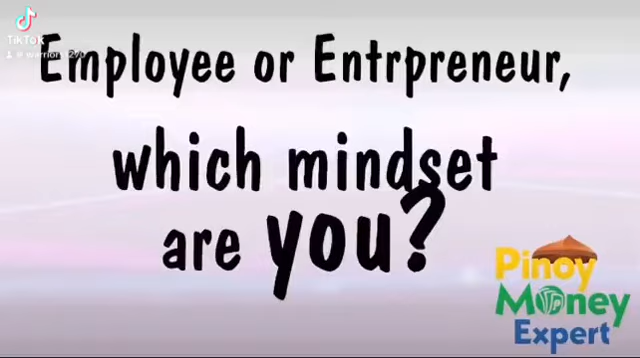 TikTok
Employee or Entrpreneur,
which mindset
are you?
Pinoy
Money
Expert